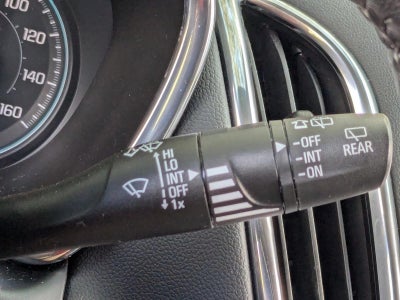 100
120
140
160
HI
LO
INT
OFF
1x
-OFF
-INT
-ON
REAR